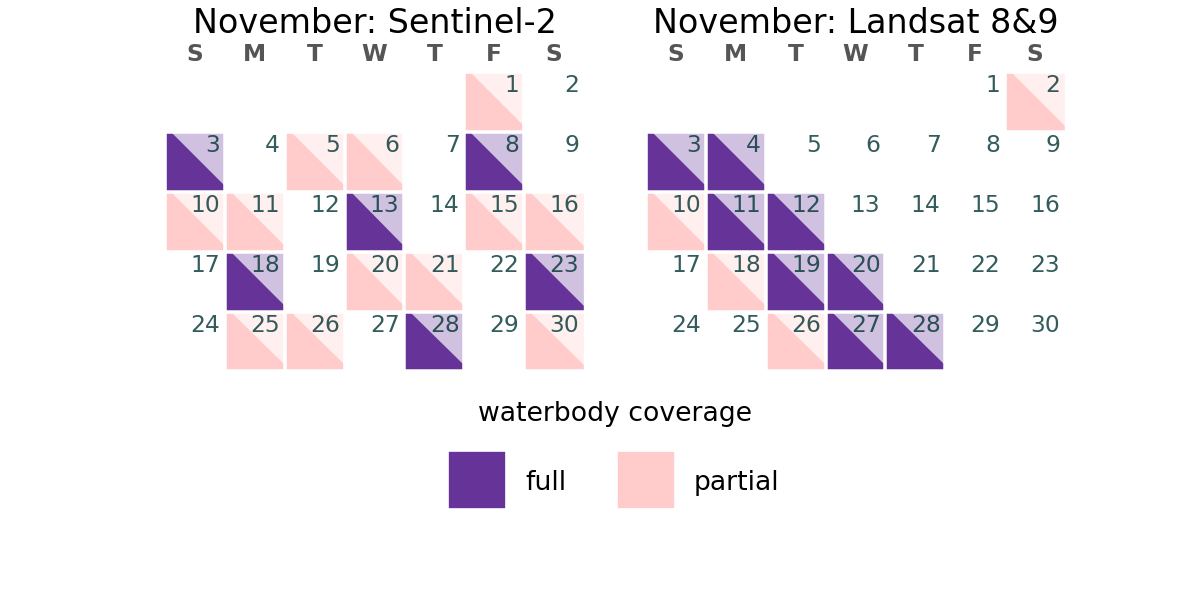 November: Sentinel-2
S M T W T F S
1 2
3 4 5 6 7 8 9
10 11 12 13 14 15 16
17 18 19 20 21 22 23
24 25 26 27 28 29 30
November: Landsat 8&9
S M T W T F S
1 2
3 4 5 6 7 8 9
10 11 12 13 14 15 16
17 18 19 20 21 22 23
24 25 26 27 28 29 30
waterbody coverage
full
partial